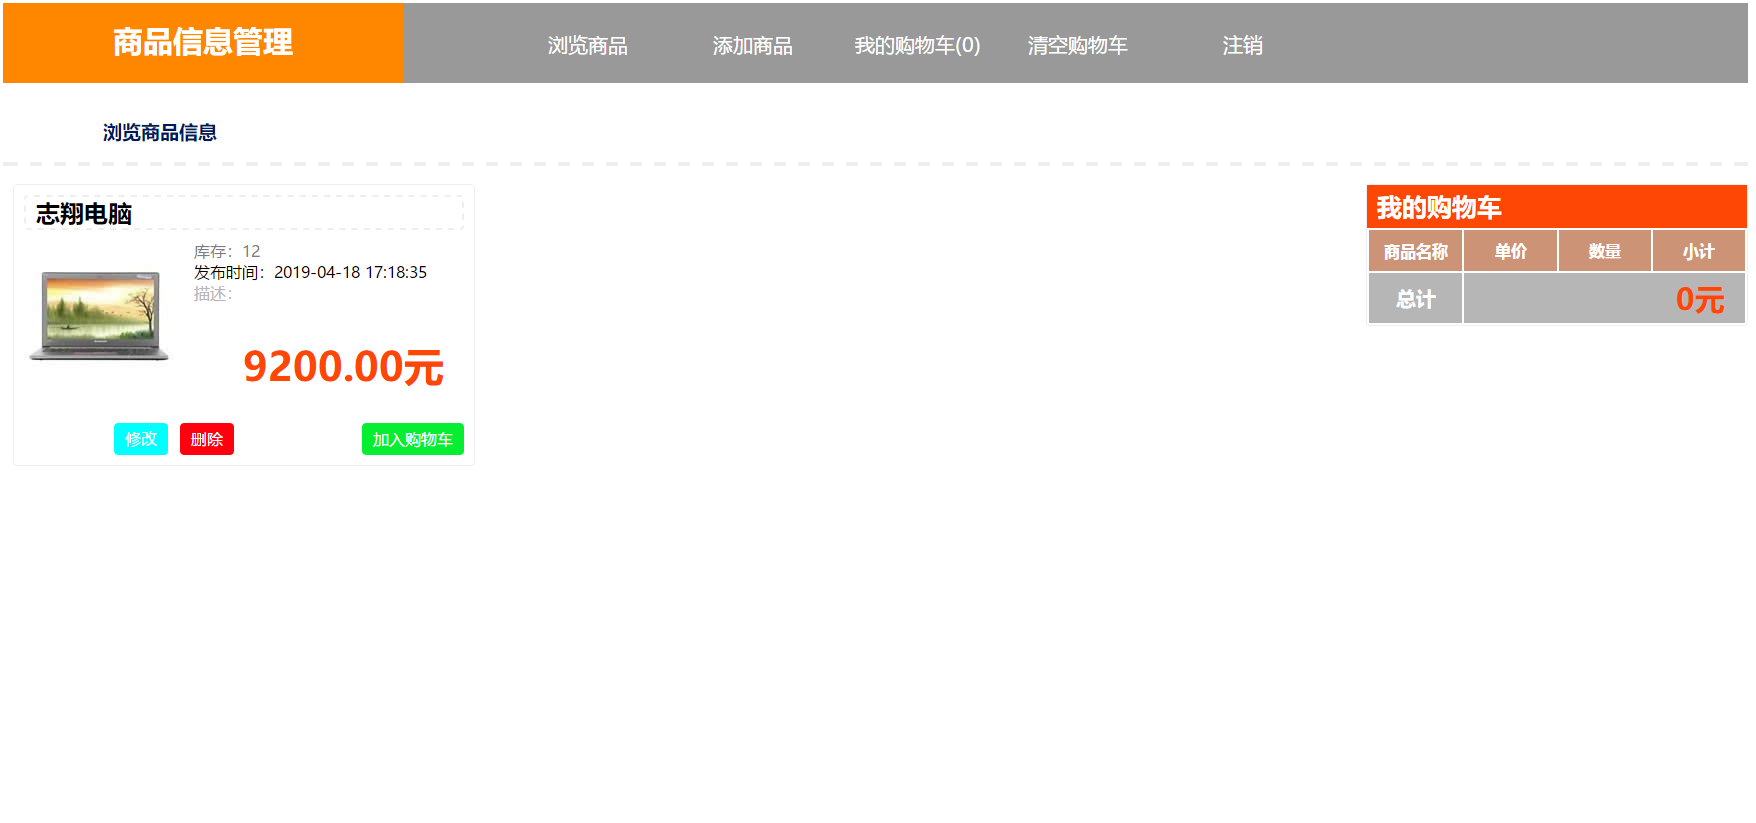 商品信息管理
浏览商品 添加商品 我的购物车(0) 清空购物车 注销
浏览商品信息
志翔电脑
库存：12
发布时间：2019-04-18 17:18:35
描述：
9200.00元
修改 删除 加入购物车
我的购物车
商品名称 单价 数量 小计
总计 0元